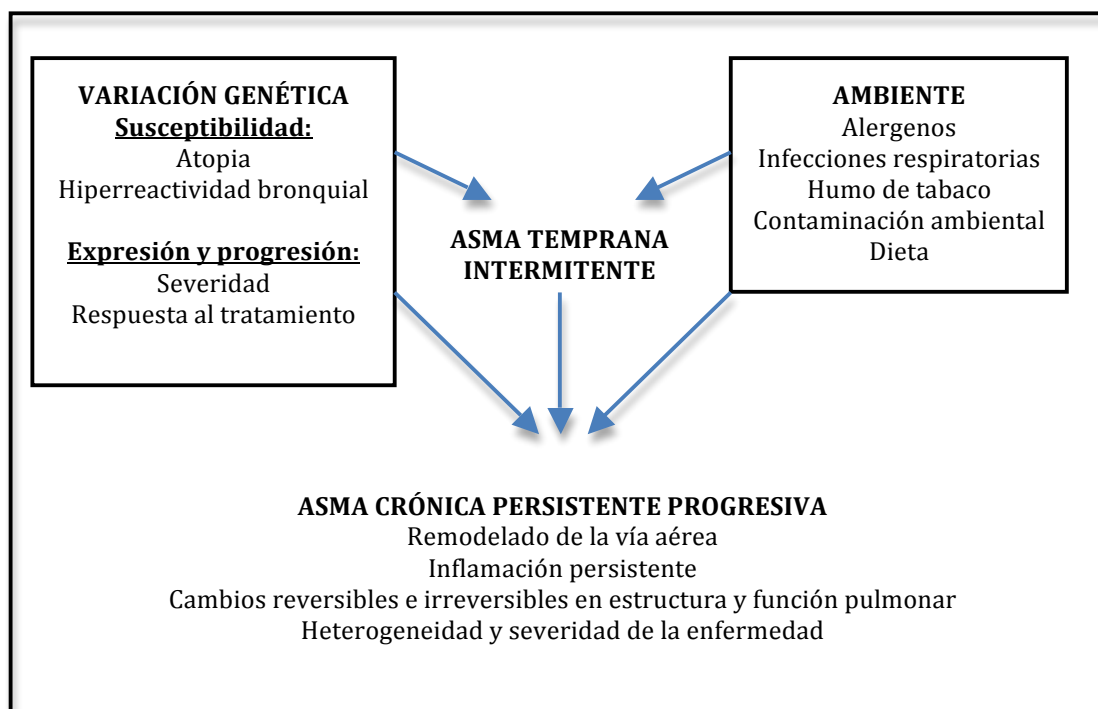 VARIACIÓN GENÉTICA
Susceptibilidad:
Atopia
Hiperreactividad bronquial
Expresión y progresión:
Severidad
Respuesta al tratamiento
AMBIENTE
Alergenos
Infecciones respiratorias
Humo de tabaco
Contaminación ambiental
Dieta
ASMA TEMPRANA
INTERMITENTE
ASMA CRÓNICA PERSISTENTE PROGRESIVA
Remodelado de la vía aérea
Inflamación persistente
Cambios reversibles e irreversibles en estructura y función pulmonar
Heterogeneidad y severidad de la enfermedad